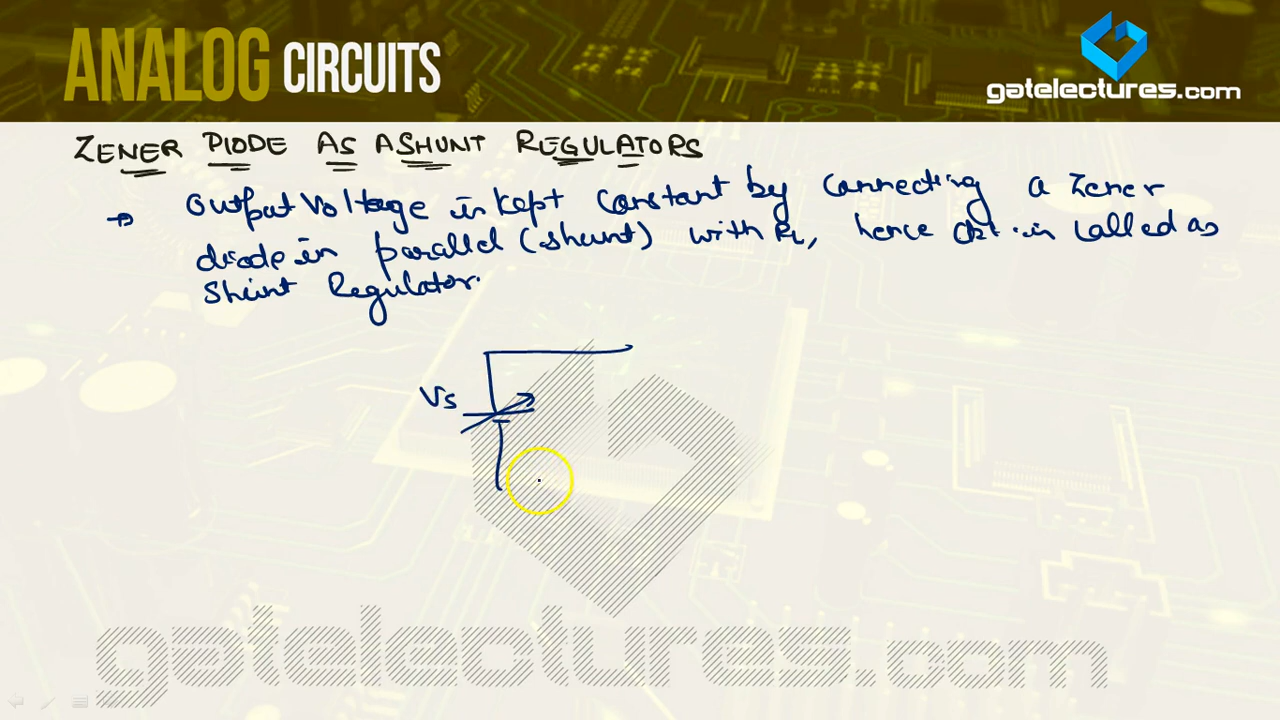 ANALOG CIRCUITS
gatelectures.com
ZENER DIODE AS A SHUNT REGULATORS
→ Output Voltage is kept constant by connecting a Zener
diode in parallel (shunt) with RL, hence it is called as
Shunt Regulator.
Vs
gatelectures.com